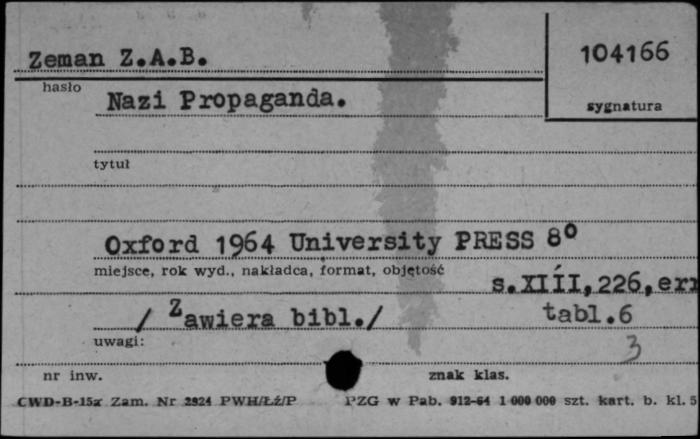 Zeman Z.A.B.
104166
hasło
Nazi Propaganda.
sygnatura
tytuł
Oxford 1964 University PRESS 8º
miejsce, rok wyd., nakładca, format, objętość
s.XIII,226,err
/ Zawiera bibl./
tabl.6
uwagi:
3
nr inw.
znak klas.
CWD-B-15a Zam. Nr 2824 PWH/Łż/P PZG w Pab. 912-64 1 000 000 szt. kart. b. kl. 5